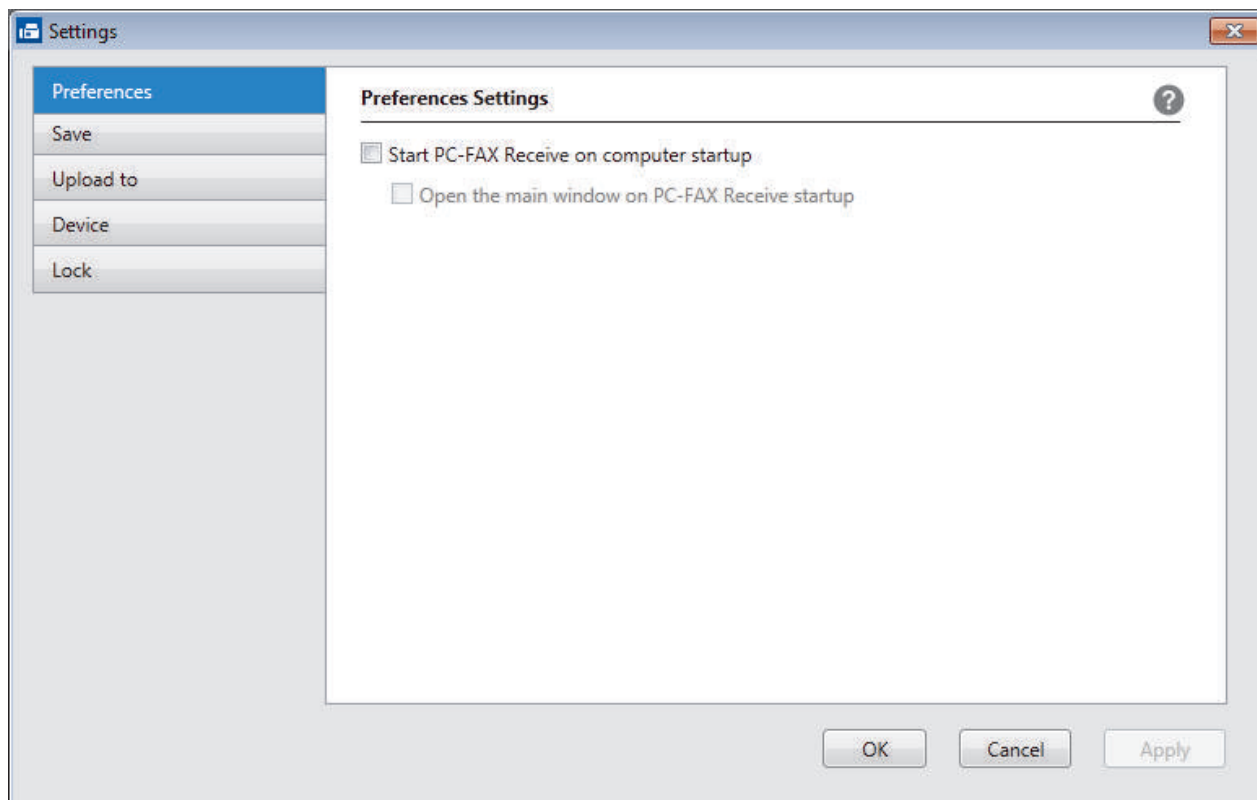 Settings
Preferences
Save
Upload to
Device
Lock
Preferences Settings
?
Start PC-FAX Receive on computer startup
Open the main window on PC-FAX Receive startup
OK
Cancel
Apply